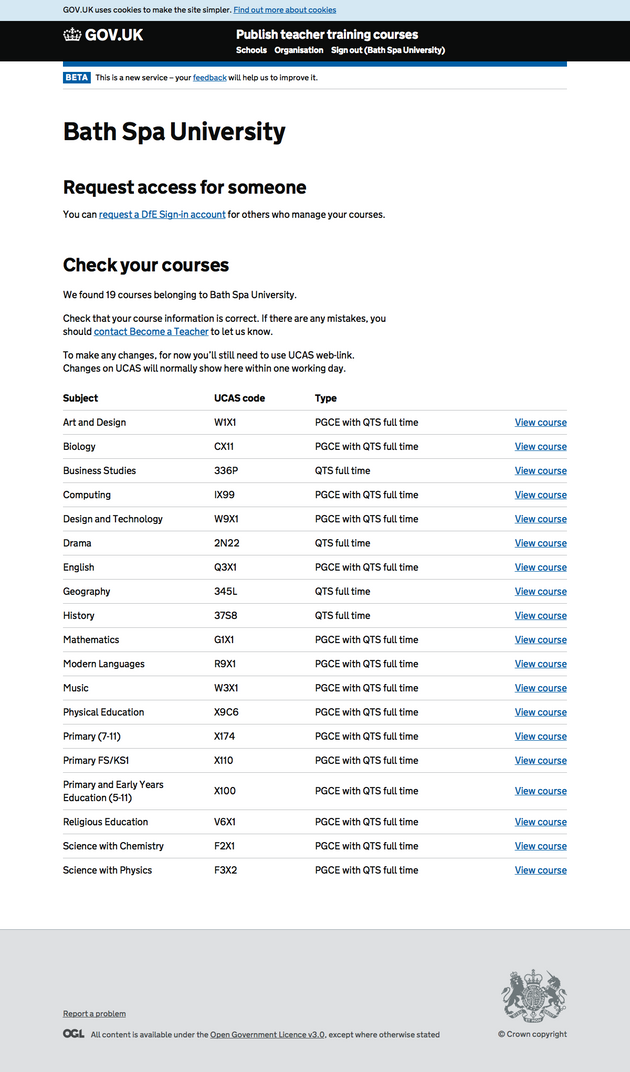 GOV.UK uses cookies to make the site simpler. Find out more about cookies
GOV.UK
Publish teacher training courses
Schools Organisation Sign out (Bath Spa University)
BETA This is a new service – your feedback will help us to improve it.
Bath Spa University
Request access for someone
You can request a DfE Sign-in account for others who manage your courses.
Check your courses
We found 19 courses belonging to Bath Spa University.
Check that your course information is correct. If there are any mistakes, you
should contact Become a Teacher to let us know.
To make any changes, for now you’ll still need to use UCAS web-link.
Changes on UCAS will normally show here within one working day.
Subject UCAS code Type
Art and Design W1X1 PGCE with QTS full time View course
Biology CX11 PGCE with QTS full time View course
Business Studies 336P QTS full time View course
Computing IX99 PGCE with QTS full time View course
Design and Technology W9X1 PGCE with QTS full time View course
Drama 2N22 QTS full time View course
English Q3X1 PGCE with QTS full time View course
Geography 345L QTS full time View course
History 37S8 QTS full time View course
Mathematics G1X1 PGCE with QTS full time View course
Modern Languages R9X1 PGCE with QTS full time View course
Music W3X1 PGCE with QTS full time View course
Physical Education X9C6 PGCE with QTS full time View course
Primary (7-11) X174 PGCE with QTS full time View course
Primary FS/KS1 X110 PGCE with QTS full time View course
Primary and Early Years
Education (5-11) X100 PGCE with QTS full time View course
Religious Education V6X1 PGCE with QTS full time View course
Science with Chemistry F2X1 PGCE with QTS full time View course
Science with Physics F3X2 PGCE with QTS full time View course
Report a problem
OGL All content is available under the Open Government Licence v3.0, except where otherwise stated
© Crown copyright